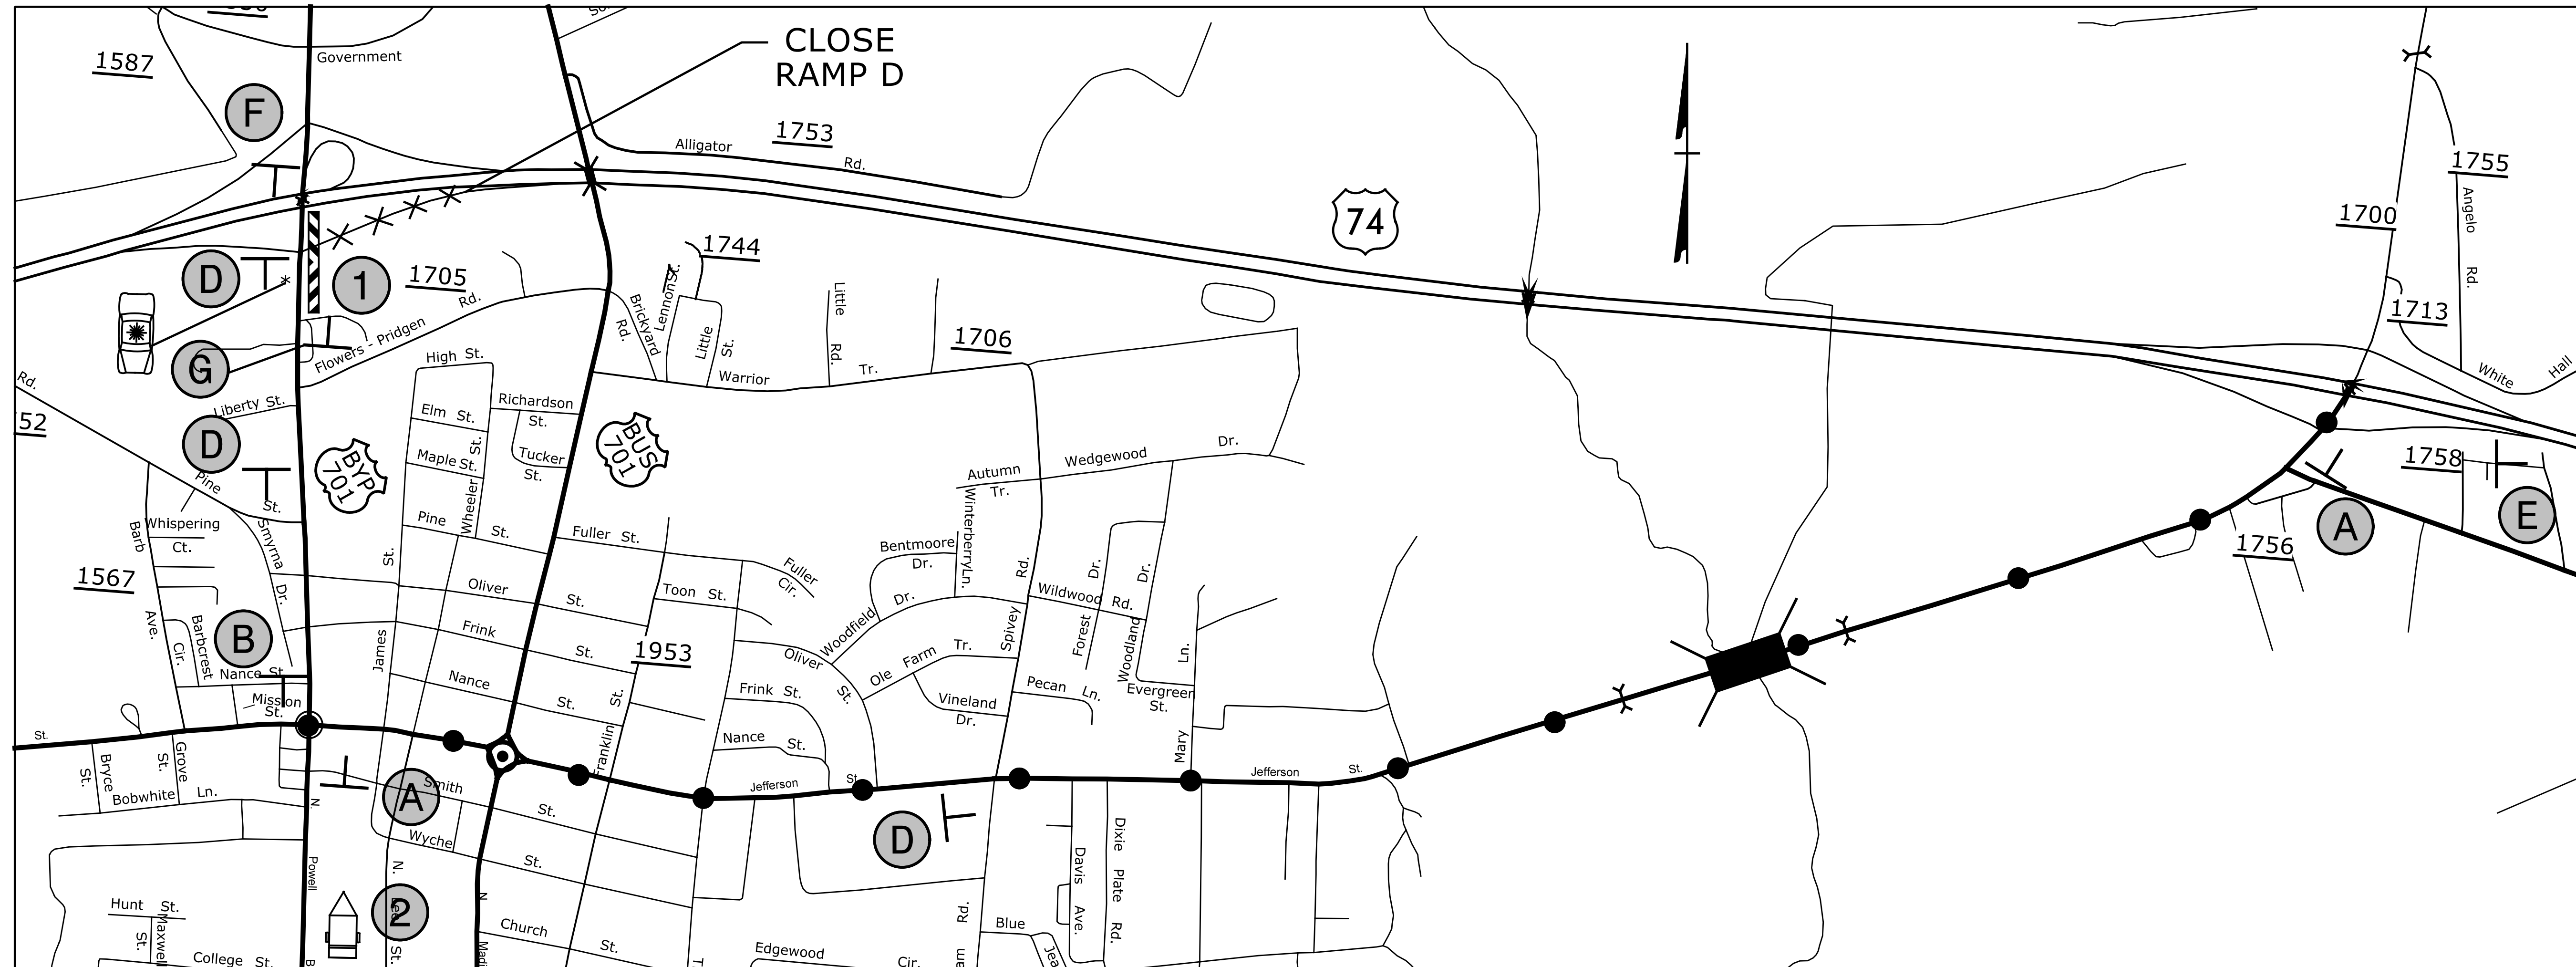 Government
1587
CLOSE
RAMP D
F
1753
Alligator Rd.
1755
74
1700
Angelo Rd.
D
1
1705
1744
1713
Flowers - Pridgen Rd.
Brickyard Rd.
Lennon St.
Little St.
Little Rd.
1706
Warrior Tr.
White Hall
G
High St.
Rd.
52
Liberty St.
D
BYP
701
BUS
701
Elm St.
Richardson St.
Maple St.
Tucker St.
Wheeler St.
Autumn Tr.
Wedgewood Dr.
1758
A
E
Pine St.
Whispering Ct.
Barb Ave.
Smyrna Dr.
Pine St.
Fuller St.
Fuller Cir.
Bentmoore Dr.
Winterberry Ln.
1756
1567
James St.
Oliver St.
Toon St.
Wildwood Rd.
Forest Dr.
Woodland Dr.
Woodfield Dr.
Spivey Rd.
B
Barbcrest Cir.
Frink St.
1953
Oliver St.
Ole Farm Tr.
Nance St.
Mission St.
Nance St.
Frink St.
Vineland Dr.
Pecan Ln.
Evergreen St.
Mary Ln.
St.
Grove St.
Bryce St.
Nance St.
Franklin St.
Jefferson St.
Jefferson St.
Bobwhite Ln.
A
Smith St.
D
Wyche St.
N
Powell
B
N.
Lee
St.
N
Madi
2
Davis Ave.
Dixie Plate Rd.
Hunt St.
Maxwell St.
College St.
Church St.
Edgewood Cir.
Rd.
am
Blue
Jea
T